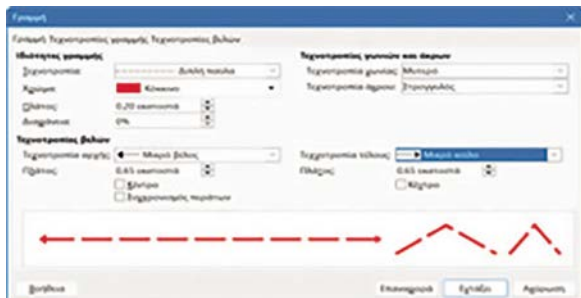 Γραμμή
Γραμμή Τεχνοτροπίες γραμμής Τεχνοτροπίες βελών
Ιδιότητες γραμμής Τεχνοτροπίες γωνιών και άκρων
Τεχνοτροπία: Διπλή παύλα Τεχνοτροπία γωνίας: Μυτερό
Χρώμα: Κόκκινο Τεχνοτροπία άκρου: Στρογγυλός
Πλάτος: 0,20 εκατοστά
Διαφάνεια: 0%
Τεχνοτροπίες βελών
Τεχνοτροπία αρχής: Μικρό βέλος Τεχνοτροπία τέλους: Μικρό
Πλάτος: 0,65 εκατοστά Πλάτος: 0,65 εκατοστά
Κέντρο Κέντρο
Συγχρονισμός περάτων
Βοήθεια Επαναφορά Εντάξει Ακύρωση